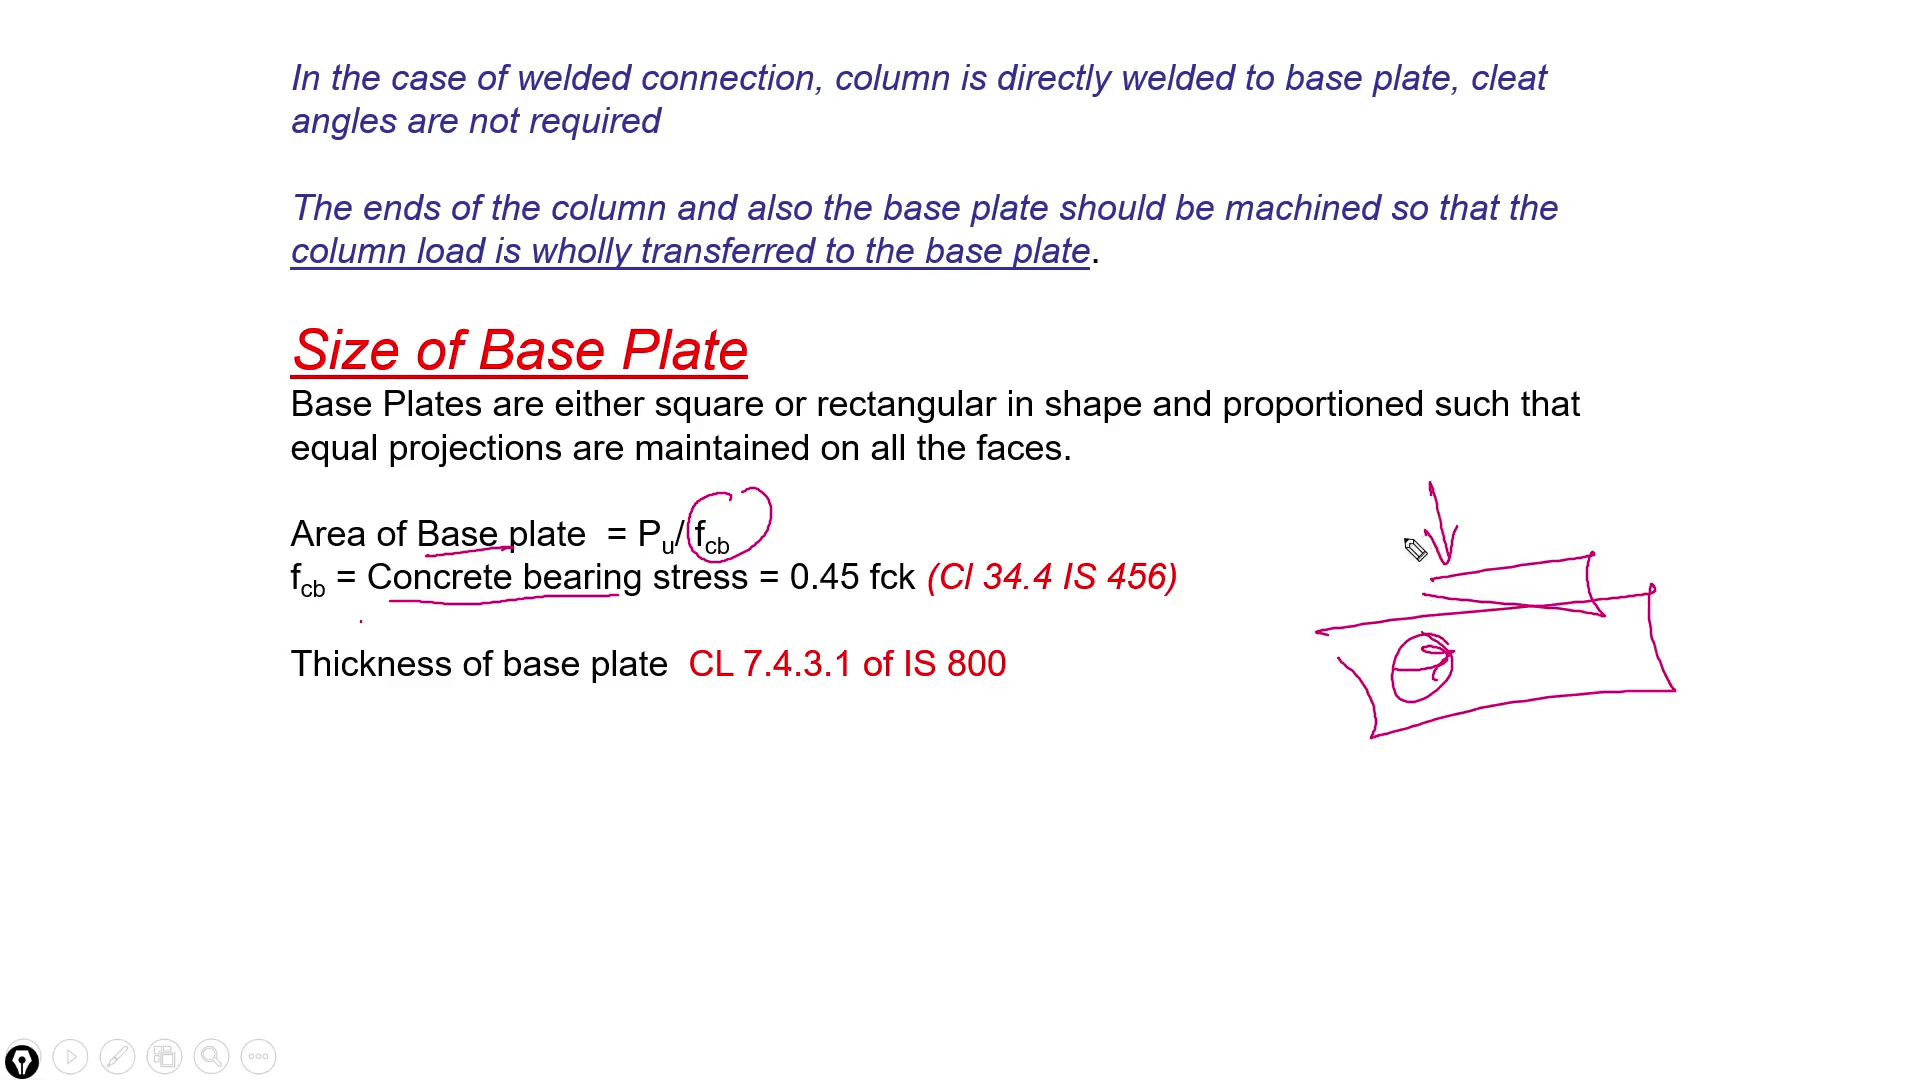 In the case of welded connection, column is directly welded to base plate, cleat
angles are not required
The ends of the column and also the base plate should be machined so that the
column load is wholly transferred to the base plate.
Size of Base Plate
Base Plates are either square or rectangular in shape and proportioned such that
equal projections are maintained on all the faces.
Area of Base plate = Pu/ fcb
fcb = Concrete bearing stress = 0.45 fck (Cl 34.4 IS 456)
Thickness of base plate CL 7.4.3.1 of IS 800